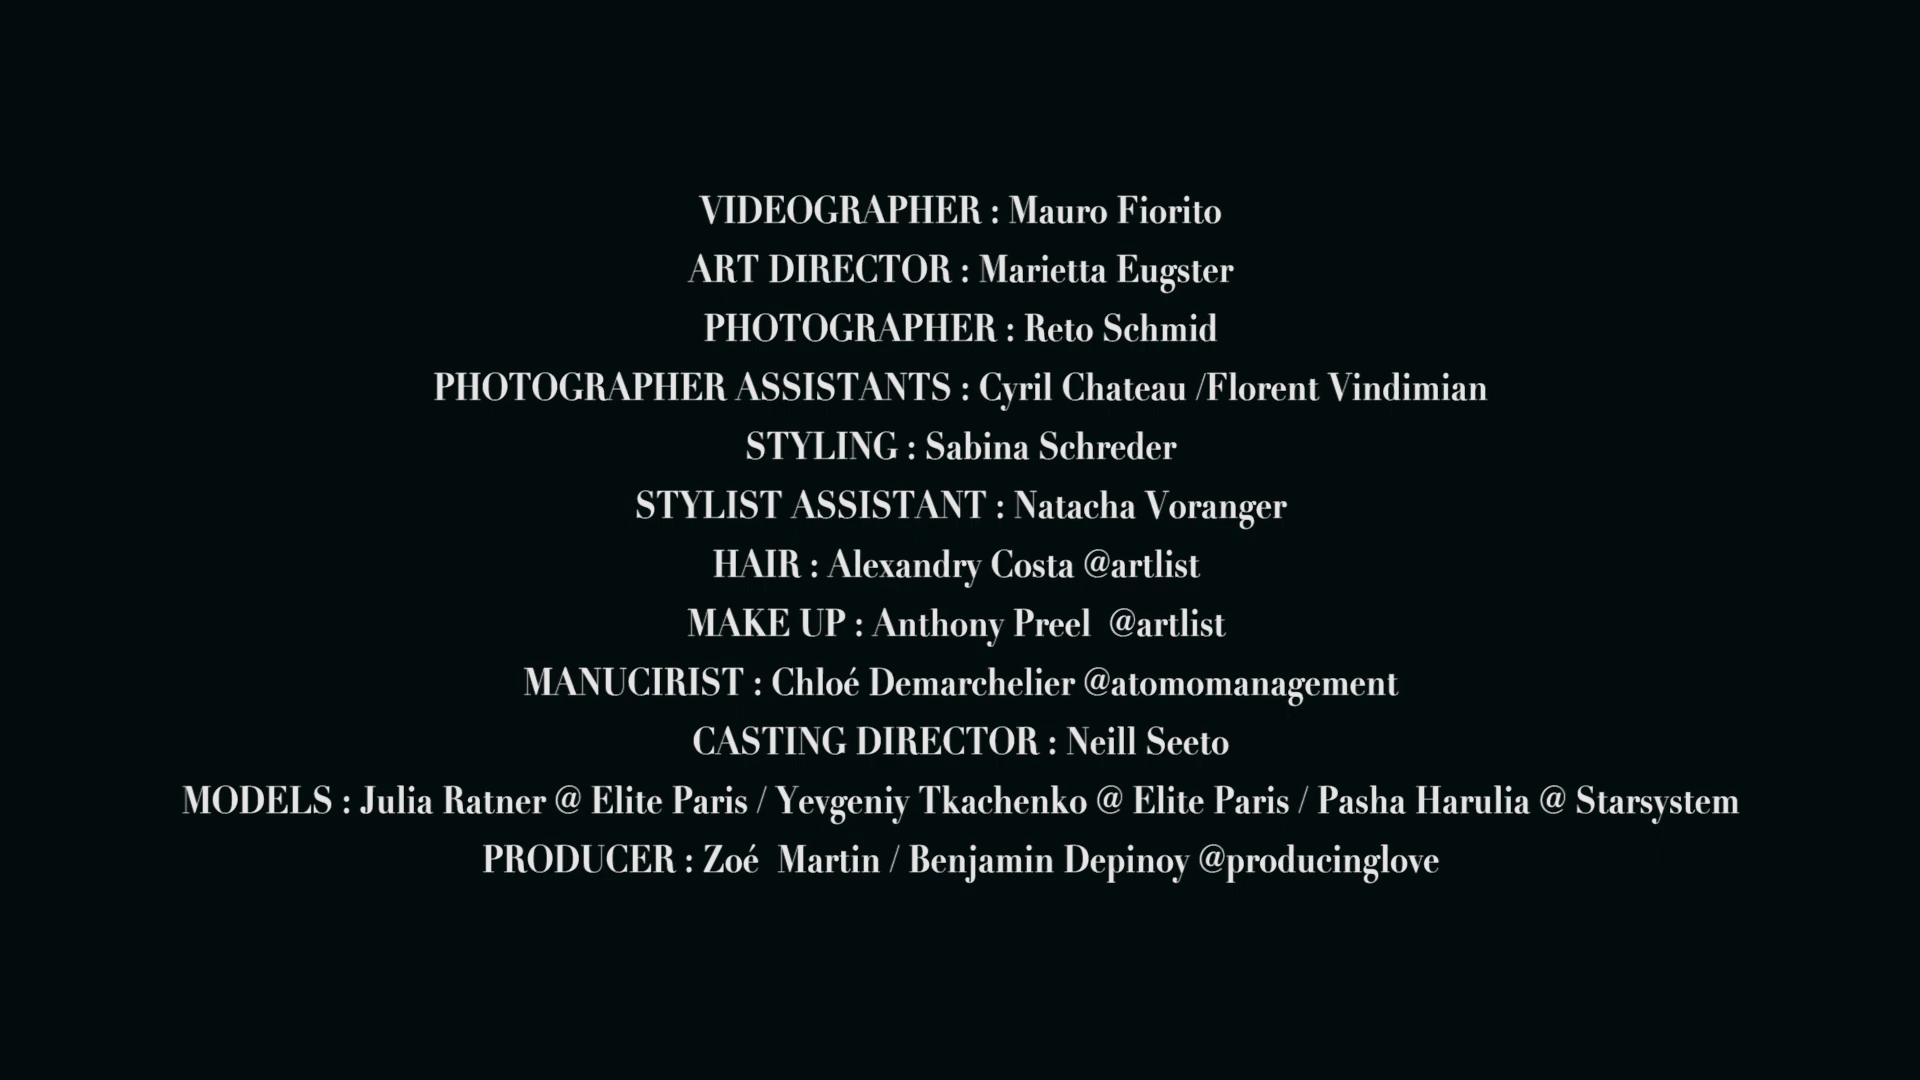 VIDEOGRAPHER : Mauro Fiorito
ART DIRECTOR : Marietta Eugster
PHOTOGRAPHER : Reto Schmid
PHOTOGRAPHER ASSISTANTS : Cyril Chateau /Florent Vindimian
STYLING : Sabina Schreder
STYLIST ASSISTANT : Natacha Voranger
HAIR : Alexandry Costa @artlist
MAKE UP : Anthony Preel  @artlist
MANUCIRIST : Chloé Demarchelier @atomomanagement
CASTING DIRECTOR : Neill Seeto
MODELS : Julia Ratner @ Elite Paris / Yevgeniy Tkachenko @ Elite Paris / Pasha Harulia @ Starsystem
PRODUCER : Zoé  Martin / Benjamin Depinoy @producinglove